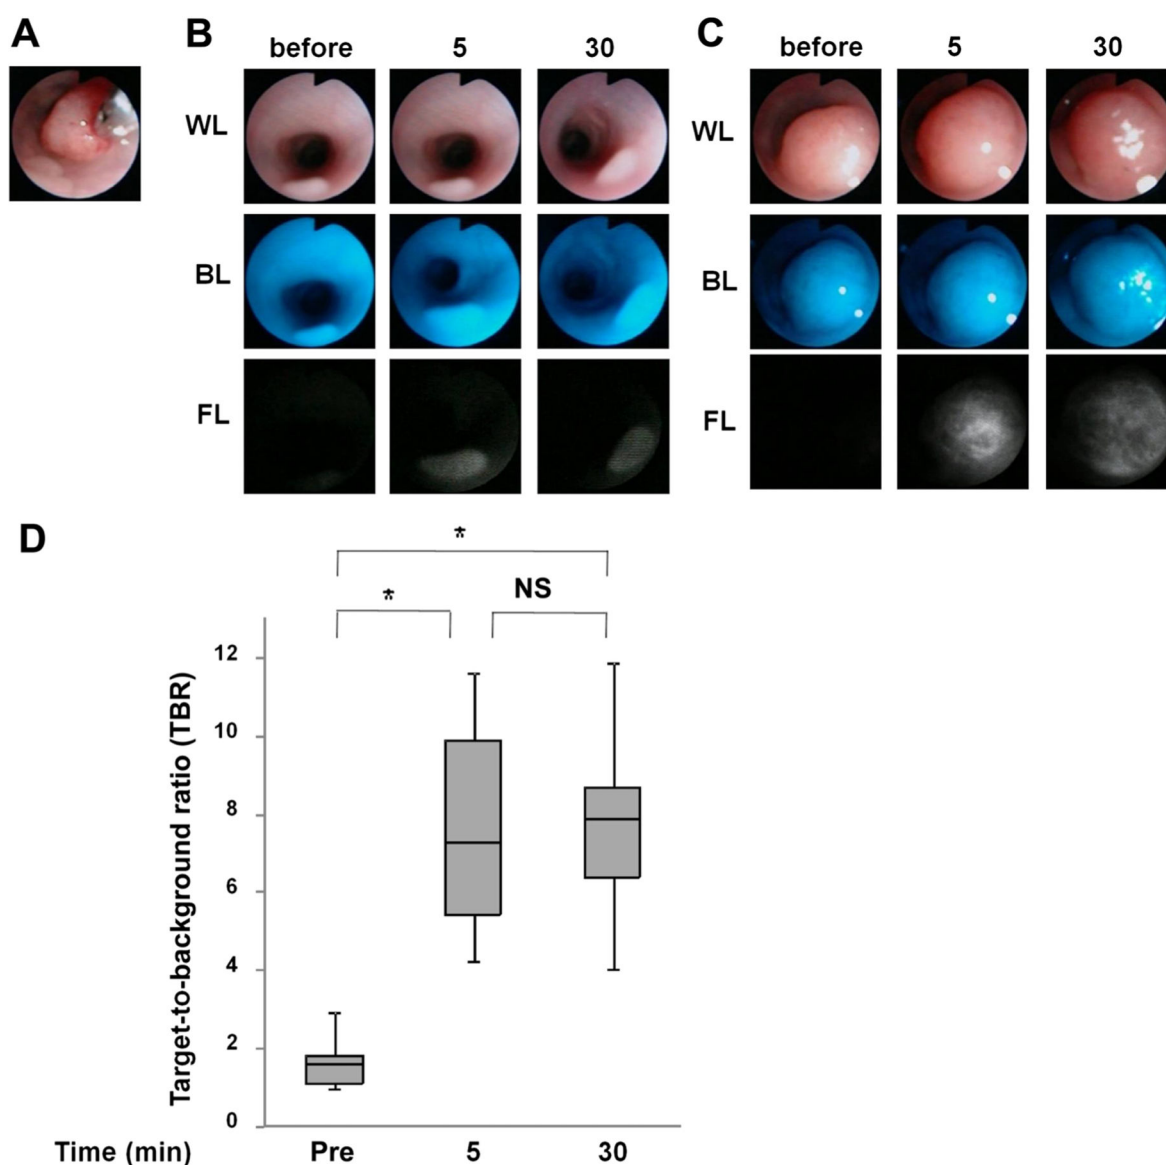 A
B
before 5 30
WL
BL
FL
C
before 5 30
WL
BL
FL
D
*
*
NS
Target-to-background ratio (TBR)
12
10
8
6
4
2
0
Time (min) Pre 5 30